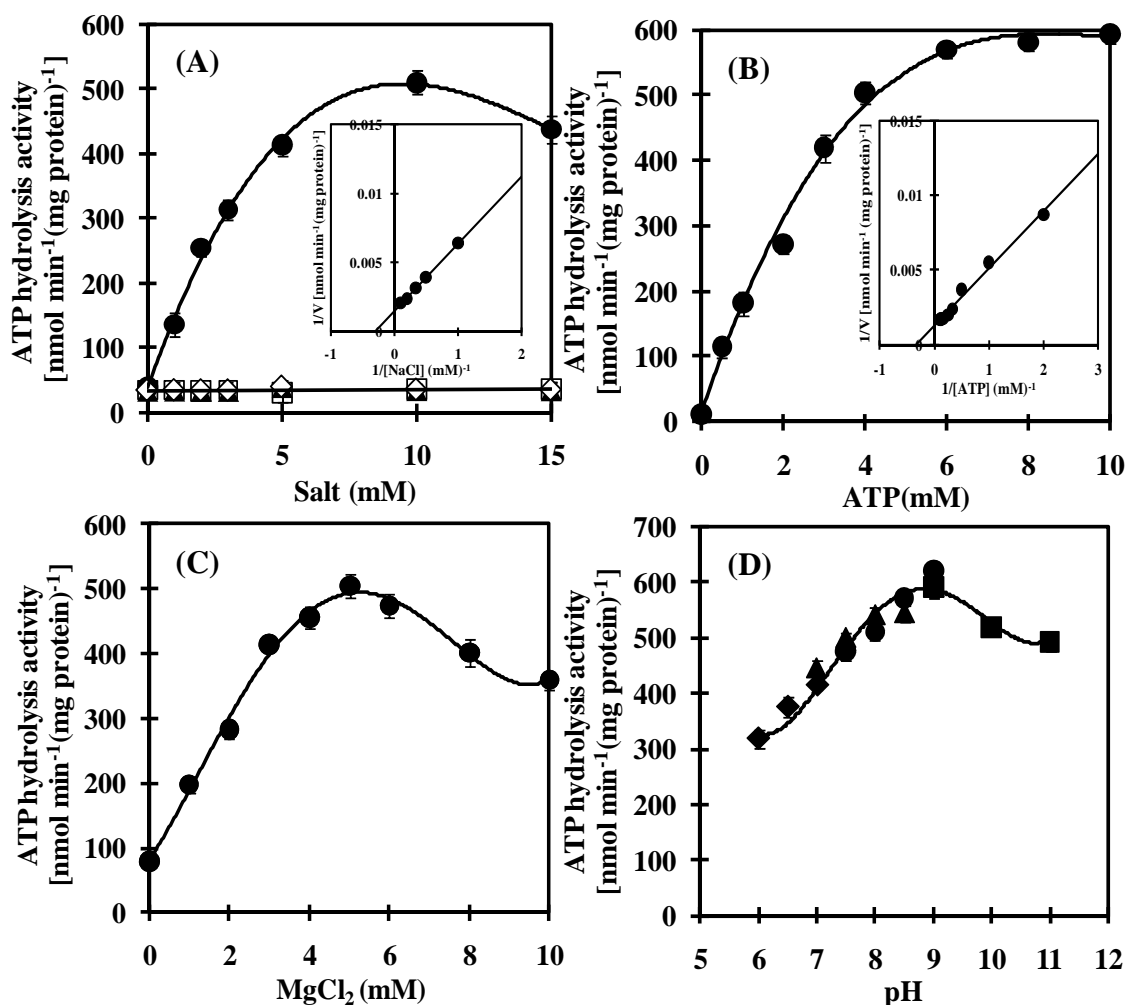 (A)
ATP hydrolysis activity
[nmol min-1(mg protein)-1]
600
500
400
300
200
100
0
0 5 10 15
Salt (mM)
1/V [nmol min-1(mg protein)-1]
0.015
0.01
0.005
0
-1 0 1 2
1/[NaCl] (mM)-1
(B)
ATP hydrolysis activity
[nmol min-1(mg protein)-1]
600
500
400
300
200
100
0
0 2 4 6 8 10
ATP(mM)
1/V [nmol min-1 (mg protein)-1]
0.015
0.01
0.005
0
-1 0 1 2 3
1/[ATP] (mM)-1
(C)
ATP hydrolysis activity
[nmol min-1(mg protein)-1]
600
500
400
300
200
100
0
0 2 4 6 8 10
MgCl2 (mM)
(D)
ATP hydrolysis activity
[nmol min-1(mg protein)-1]
700
600
500
400
300
200
100
0
5 6 7 8 9 10 11 12
pH